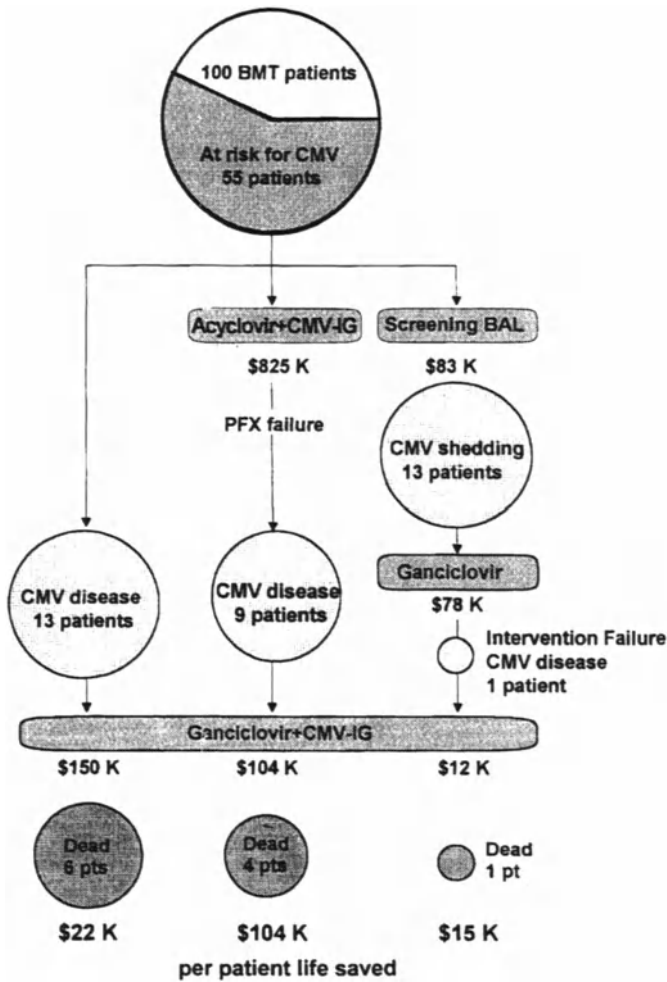 100 BMT patients
At risk for CMV
55 patients
Acyclovir+CMV-IG
Screening BAL
$825 K
$83 K
PFX failure
CMV shedding
13 patients
CMV disease
13 patients
CMV disease
9 patients
Ganciclovir
$78 K
Intervention Failure
CMV disease
1 patient
Ganciclovir+CMV-IG
$150 K
$104 K
$12 K
Dead
6 pts
Dead
4 pts
Dead
1 pt
$22 K
$104 K
$15 K
per patient life saved